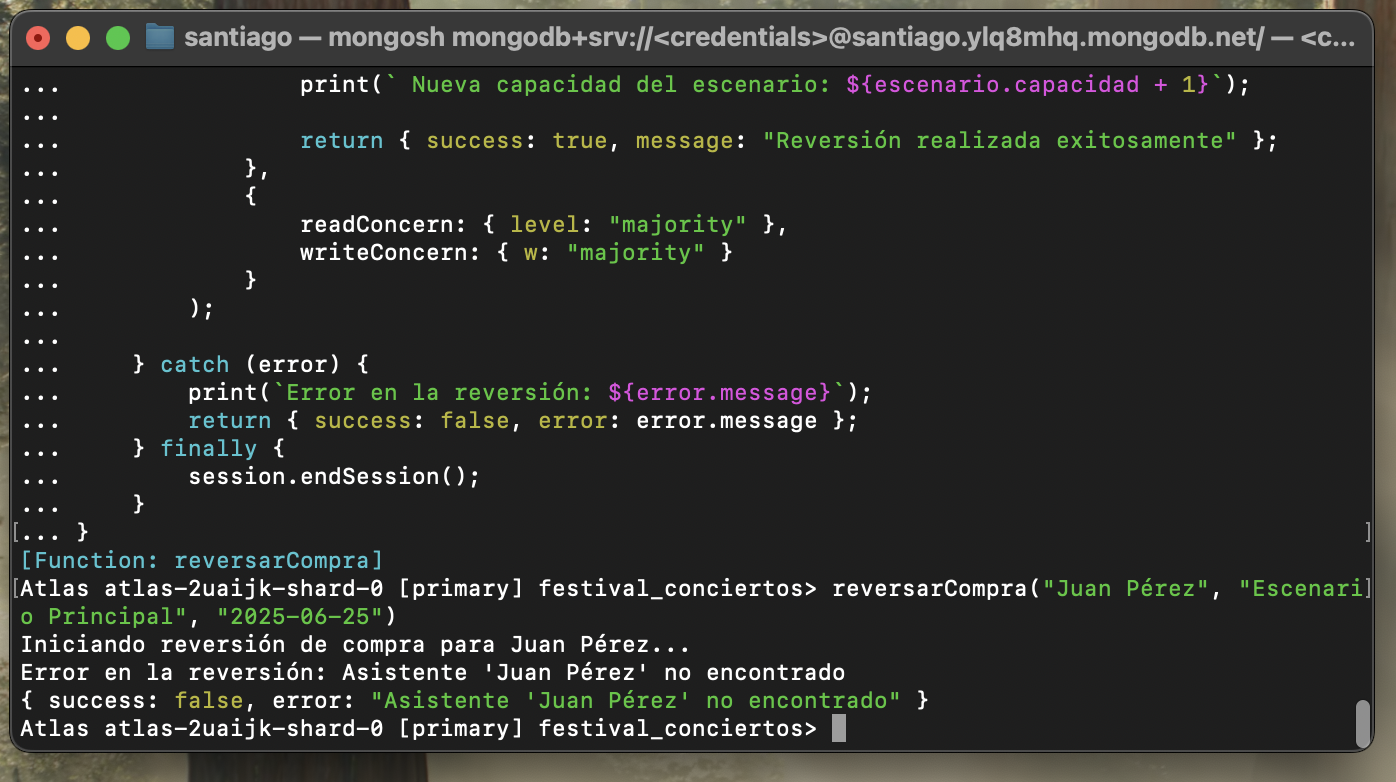 santiago — mongosh mongodb+srv://<credentials>@santiago.ylq8mhq.mongodb.net/ — <c...
...                 print(` Nueva capacidad del escenario: ${escenario.capacidad + 1}`);
...
...                 return { success: true, message: "Reversión realizada exitosamente" };
...             },
...             {
...                 readConcern: { level: "majority" },
...                 writeConcern: { w: "majority" }
...             }
...         );
...
...     } catch (error) {
...         print(`Error en la reversión: ${error.message}`);
...         return { success: false, error: error.message };
...     } finally {
...         session.endSession();
...     }
[... }                                                                                           ]
[Function: reversarCompra]
[Atlas atlas-2uaijk-shard-0 [primary] festival_conciertos> reversarCompra("Juan Pérez", "Escenari]
o Principal", "2025-06-25")
Iniciando reversión de compra para Juan Pérez...
Error en la reversión: Asistente 'Juan Pérez' no encontrado
{ success: false, error: "Asistente 'Juan Pérez' no encontrado" }
Atlas atlas-2uaijk-shard-0 [primary] festival_conciertos>